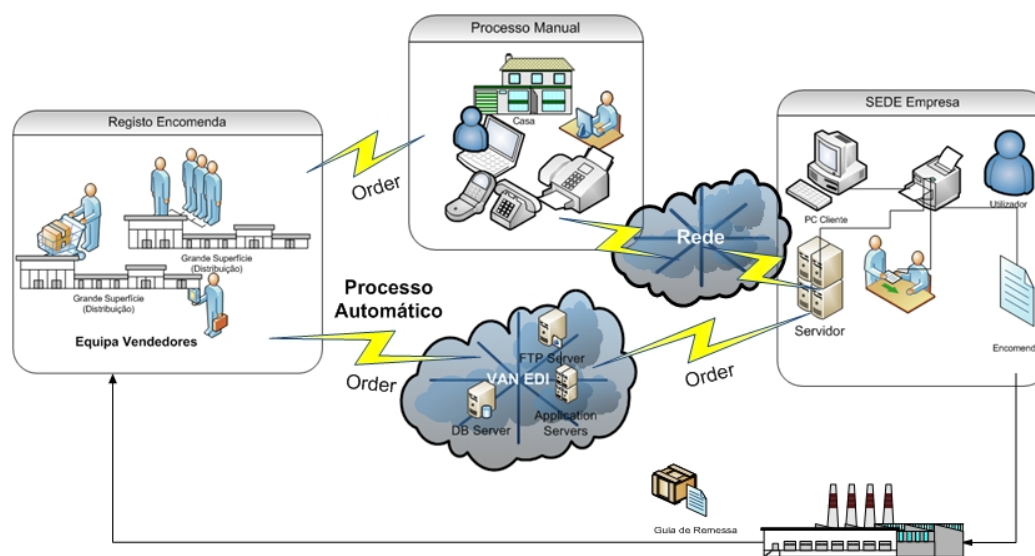 Processo Manual
Casa
Registo Encomenda
Order
Grande Superfície
(Distribuição)
Grande Superfície
(Distribuição)
Equipa Vendedores
SEDE Empresa
PC Cliente
Utilizador
Rede
Servidor
Encomend
Processo
Automático
Order
FTP Server
VAN EDI
DB Server
Application
Servers
Order
Guia de Remessa